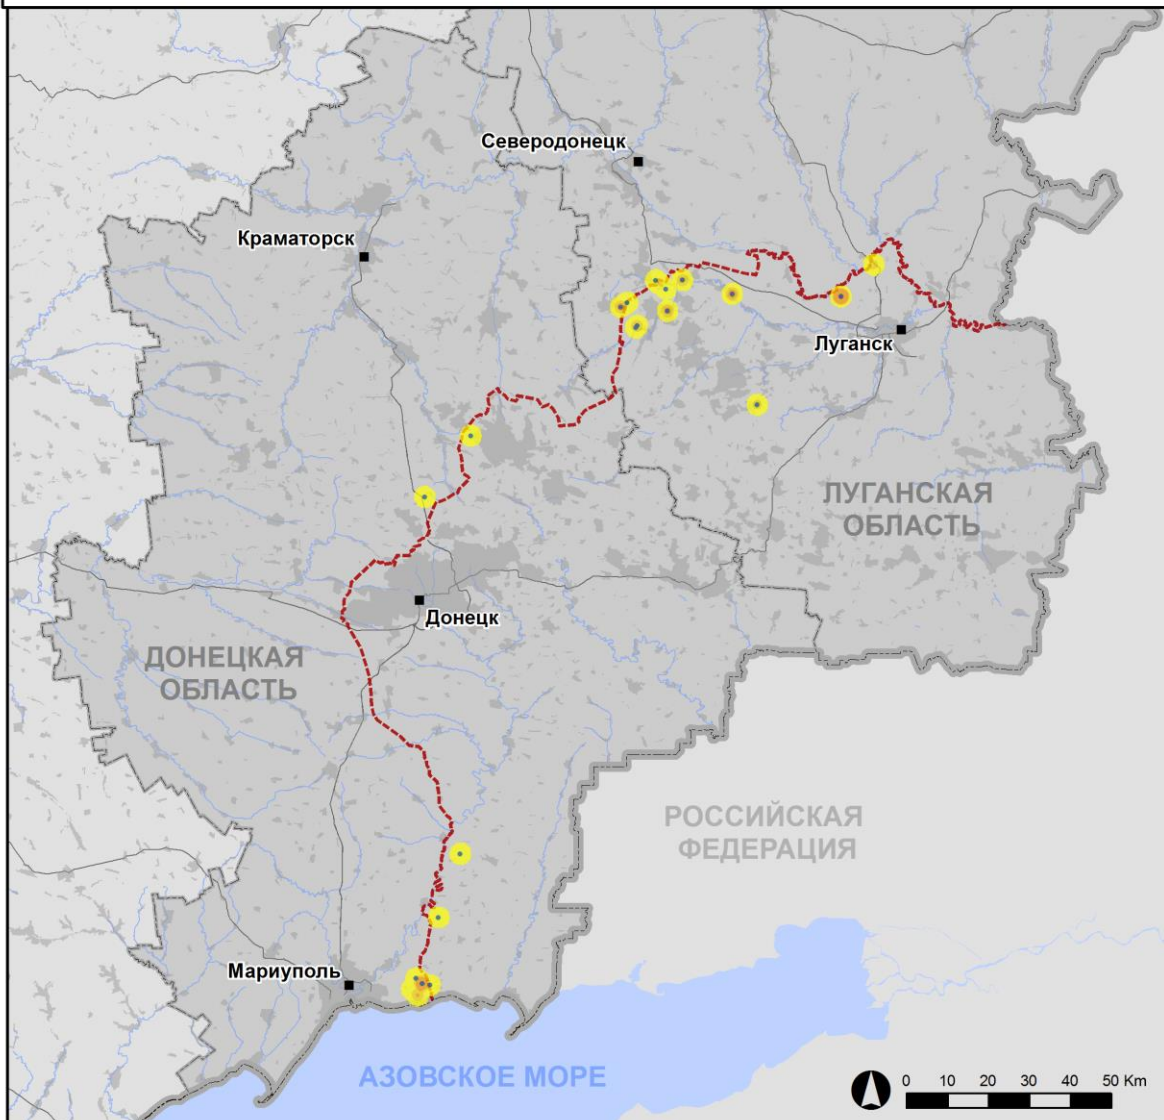 Северодонецк
Краматорск
Луганск
ЛУГАНСКАЯ
ОБЛАСТЬ
Донецк
ДОНЕЦКАЯ
ОБЛАСТЬ
РОССИЙСКАЯ
ФЕДЕРАЦИЯ
Мариуполь
АЗОВСКОЕ МОРЕ
0 10 20 30 40 50 Km